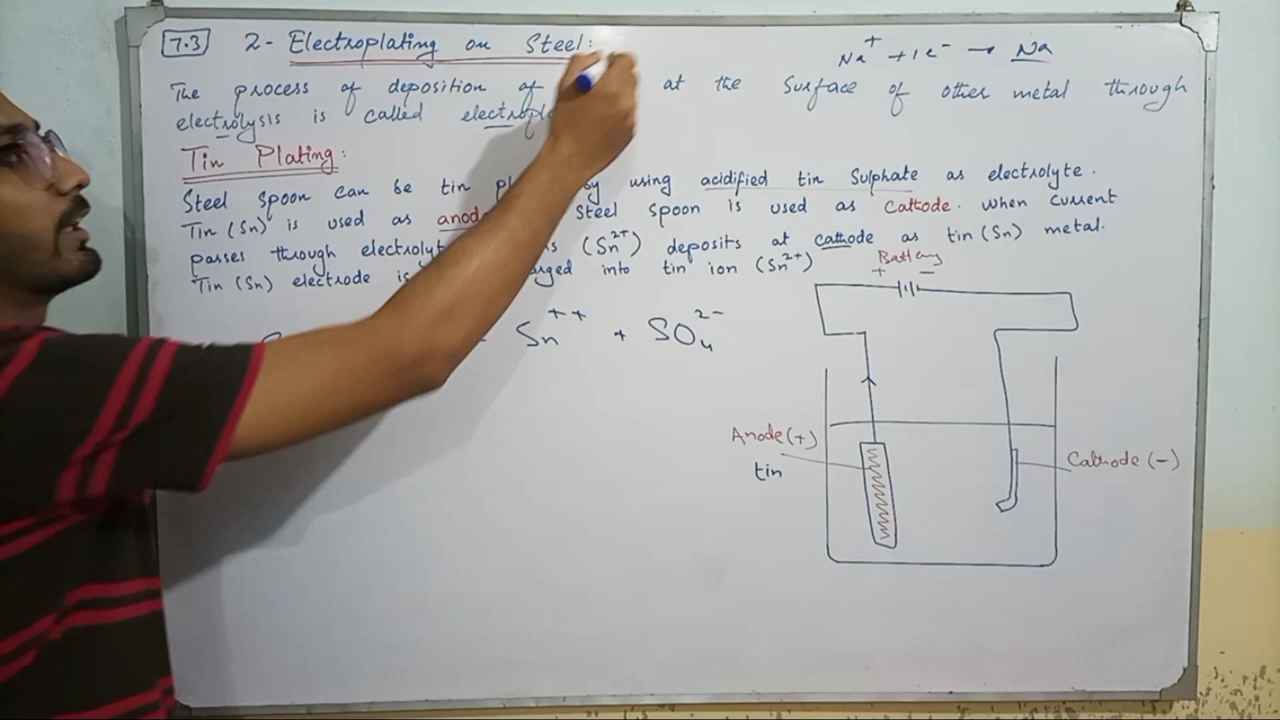 7.3 2- Electroplating on Steel:
Na⁺ + 1e⁻ → Na
The process of deposition of at the Surface of other metal through
electrolysis is called
Tin Plating:
Steel spoon can be tin by using acidified tin Sulphate as electrolyte.
Tin (Sn) is used as steel spoon is used as Cathode. When current
passes through (Sn²⁺) deposits at cathode as tin (Sn) metal.
Tin (Sn) electrode is into tin ion (Sn²⁺)
Battery
+ −
Sn⁺⁺ + SO₄²⁻
Anode (+)
tin
Cathode (-)